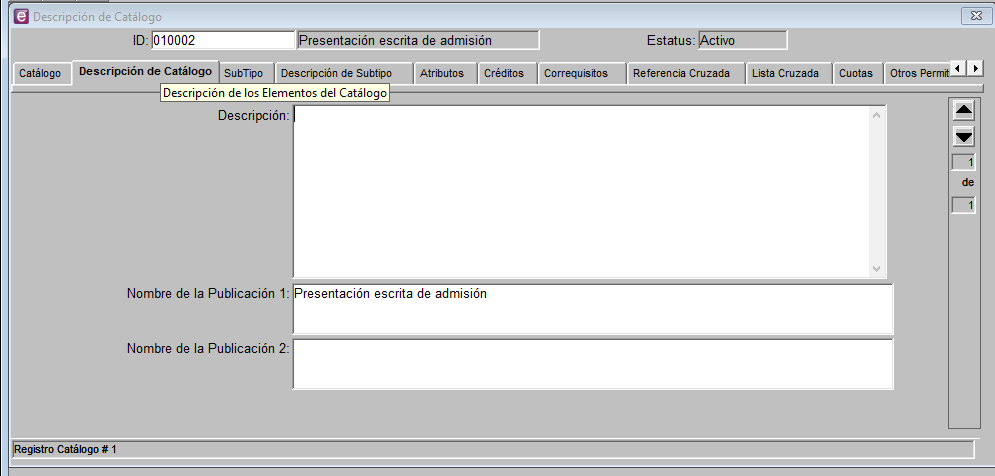 Descripción de Catálogo
ID: 010002 Presentación escrita de admisión Estatus: Activo
Catálogo Descripción de Catálogo SubTipo Descripción de Subtipo Atributos Créditos Correquisitos Referencia Cruzada Lista Cruzada Cuotas Otros Permit
Descripción de los Elementos del Catálogo
Descripción:
1
de
1
Nombre de la Publicación 1: Presentación escrita de admisión
Nombre de la Publicación 2:
Registro Catálogo # 1